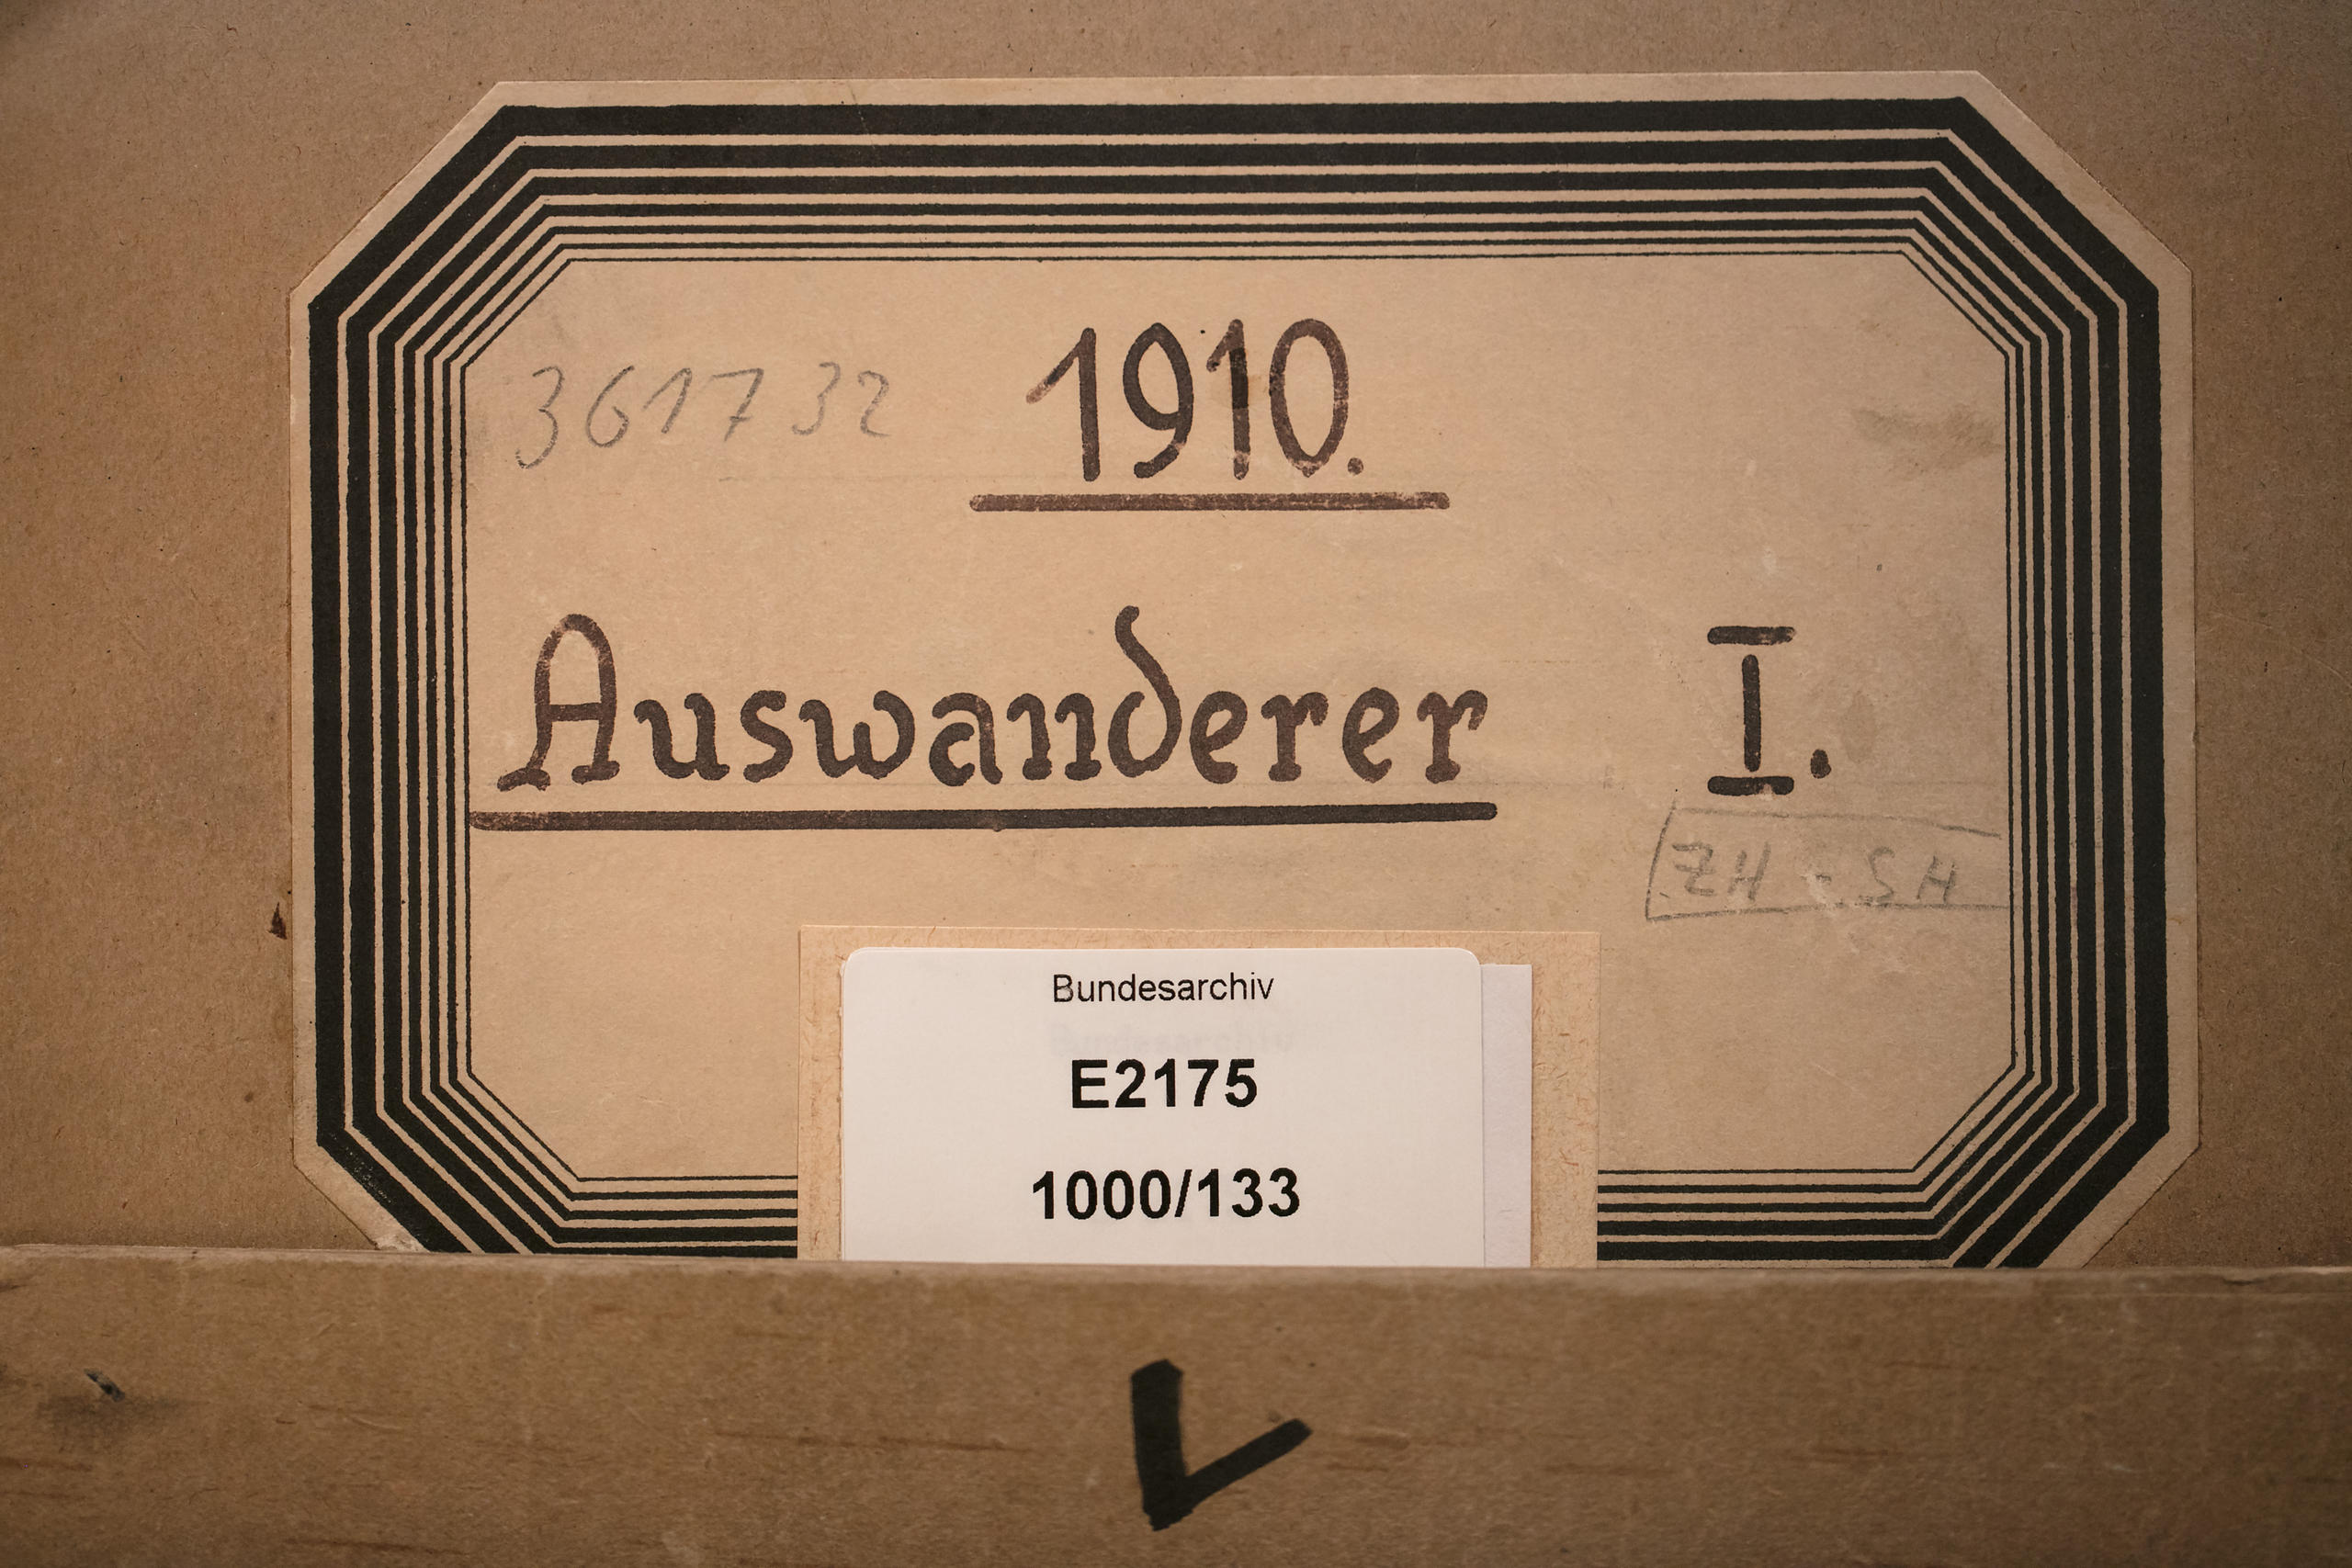 361732 1910.
Auswanderer I.
ZH - SH
Bundesarchiv
E2175
1000/133